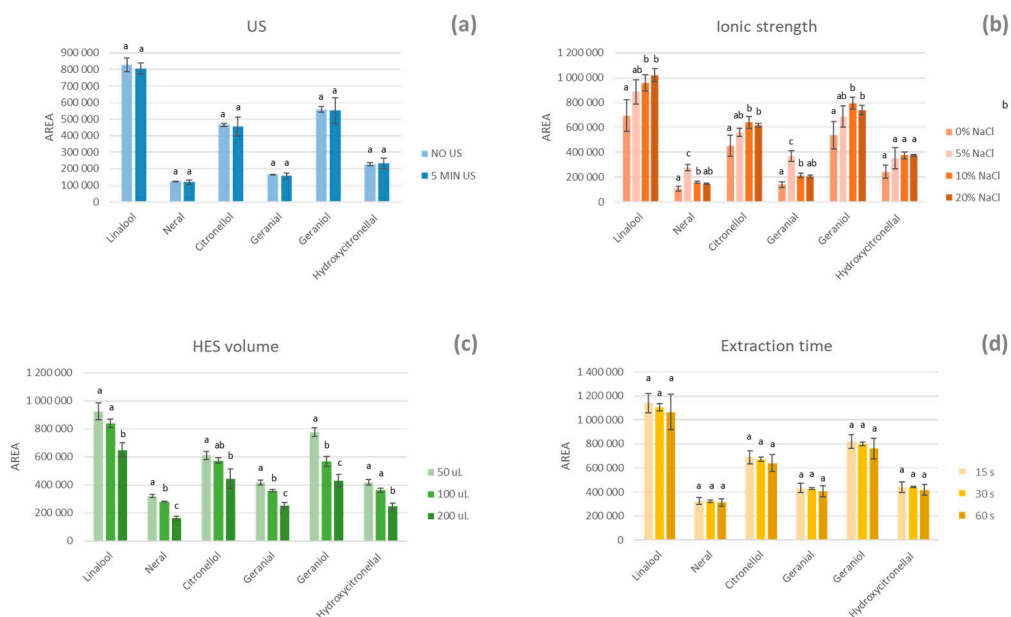 US
(a)
AREA
900 000
800 000
700 000
600 000
500 000
400 000
300 000
200 000
100 000
0
a a a a a a a a a a a a
Linalool
Neral
Citronellol
Geranial
Geraniol
Hydroxycitronellal
NO US
5 MIN US
Ionic strength
(b)
AREA
1 200 000
1 000 000
800 000
600 000
400 000
200 000
0
a ab b b a c b ab a ab b b a c b ab a ab b b a a a a
b
Linalool
Neral
Citronellol
Geranial
Geraniol
Hydroxycitronellal
0% NaCl
5% NaCl
10% NaCl
20% NaCl
HES volume
(c)
AREA
1 200 000
1 000 000
800 000
600 000
400 000
200 000
0
a a b a b c a ab b a b c a b c a a b
Linalool
Neral
Citronellol
Geranial
Geraniol
Hydroxycitronellal
50 uL
100 uL
200 uL
Extraction time
(d)
AREA
1 400 000
1 200 000
1 000 000
800 000
600 000
400 000
200 000
0
a a a a a a a a a a a a a a a a a a
Linalool
Neral
Citronellol
Geranial
Geraniol
Hydroxycitronellal
15 s
30 s
60 s